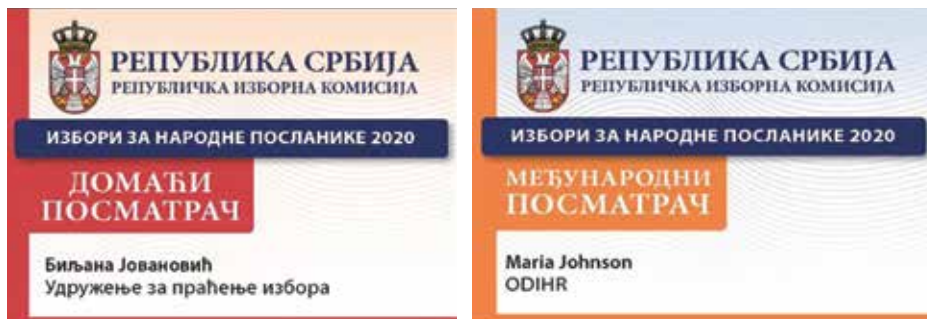 РЕПУБЛИКА СРБИЈА
РЕПУБЛИЧКА ИЗБОРНА КОМИСИЈА
ИЗБОРИ ЗА НАРОДНЕ ПОСЛАНИКЕ 2020
ДОМАЋИ
ПОСМАТРАЧ
Биљана Јовановић
Удружење за праћење избора
РЕПУБЛИКА СРБИЈА
РЕПУБЛИЧКА ИЗБОРНА КОМИСИЈА
ИЗБОРИ ЗА НАРОДНЕ ПОСЛАНИКЕ 2020
МЕЂУНАРОДНИ
ПОСМАТРАЧ
Maria Johnson
ODIHR